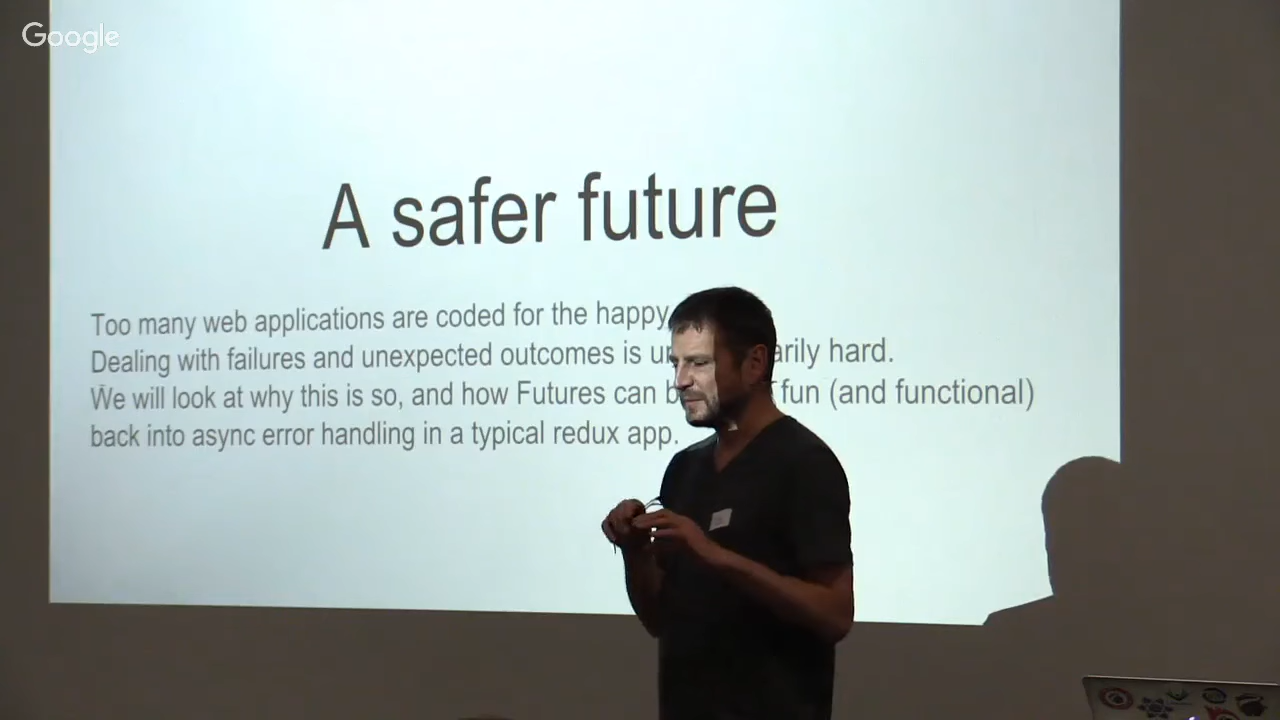 Google
A safer future
Too many web applications are coded for the happy
Dealing with failures and unexpected outcomes is un arily hard.
We will look at why this is so, and how Futures can b fun (and functional)
back into async error handling in a typical redux app.